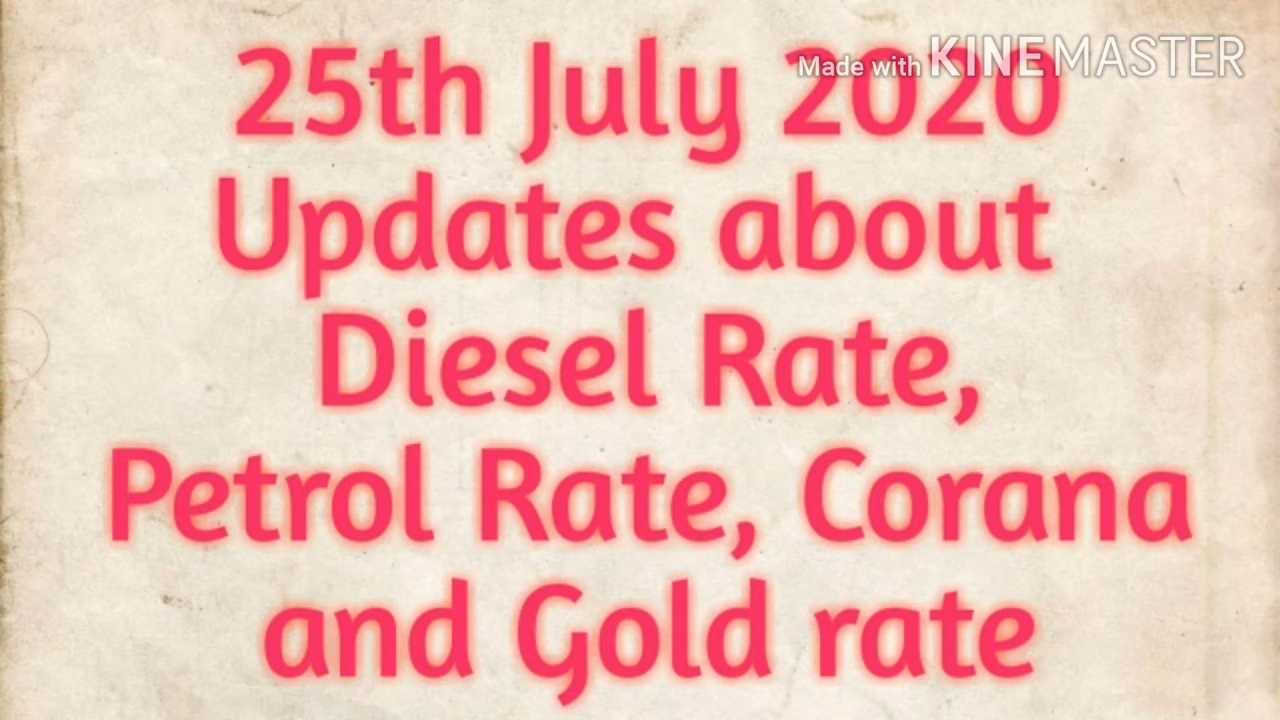 Made with KINEMASTER
25th July 2020
Updates about
Diesel Rate,
Petrol Rate, Corana
and Gold rate